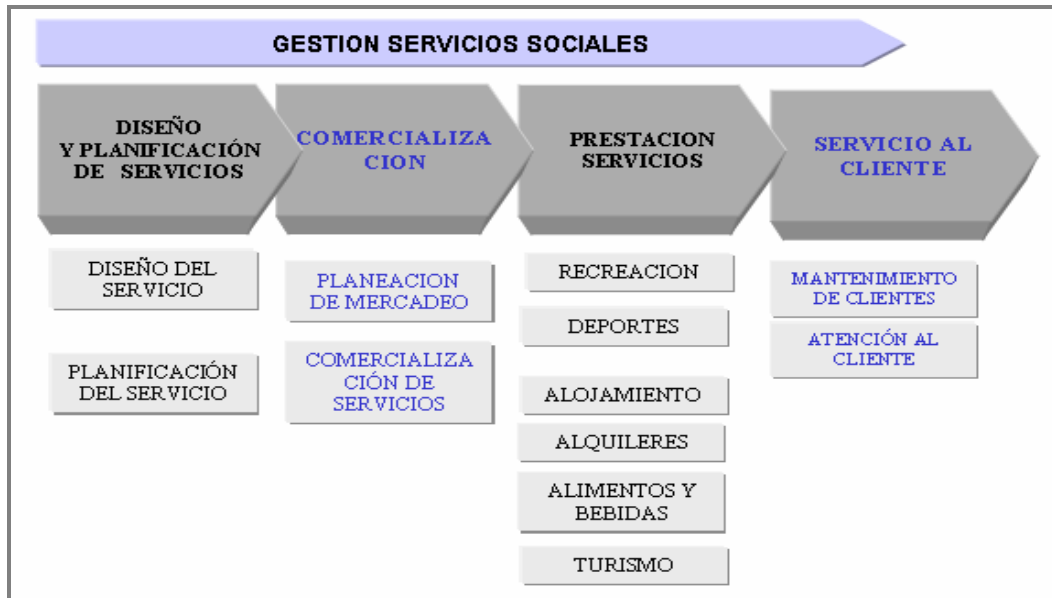 GESTION SERVICIOS SOCIALES
DISEÑO
Y PLANIFICACIÓN
DE SERVICIOS
COMERCIALIZA
CION
PRESTACION
SERVICIOS
SERVICIO AL
CLIENTE
DISEÑO DEL
SERVICIO
PLANIFICACIÓN
DEL SERVICIO
PLANEACION
DE MERCADEO
COMERCIALIZA
CIÓN DE
SERVICIOS
RECREACION
DEPORTES
ALOJAMIENTO
ALQUILERES
ALIMENTOS Y
BEBIDAS
TURISMO
MANTENIMIENTO
DE CLIENTES
ATENCIÓN AL
CLIENTE